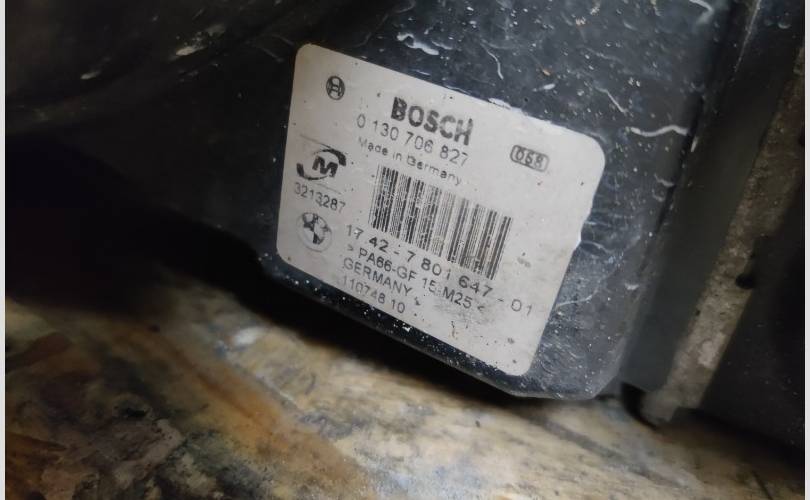 BOSCH
0 130 706 827
068
Made in Germany
M
3213287
17.42 - 7 801 647 - 01
> PA66-GF 15-M25 <
GERMANY
110748 10